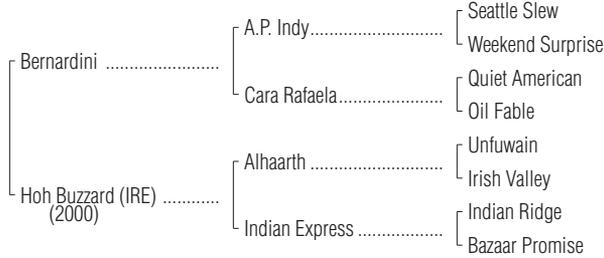 Seattle Slew
A.P. Indy..............................
Weekend Surprise
Bernardini .........................
Quiet American
Cara Rafaela........................
Oil Fable
Unfuwain
Alhaarth ..............................
Irish Valley
Hoh Buzzard (IRE) ............
(2000)
Indian Ridge
Indian Express ...................
Bazaar Promise